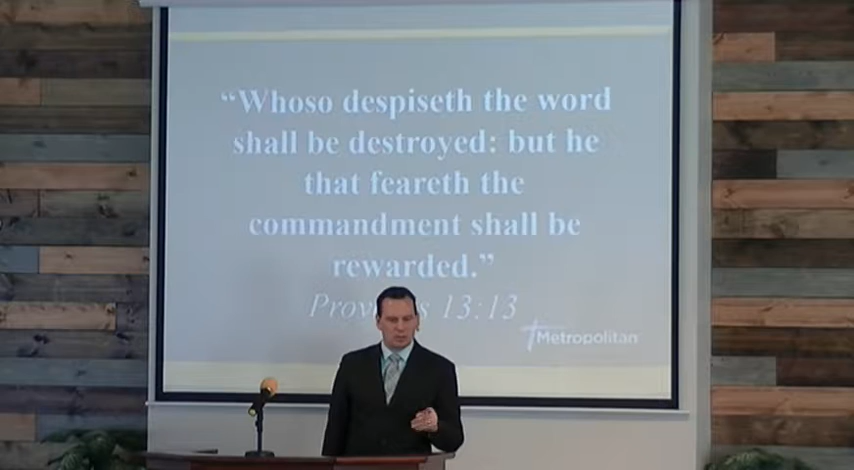 “Whoso despiseth the word
shall be destroyed: but he
that feareth the
commandment shall be
rewarded.”
13:13
Metropolitan